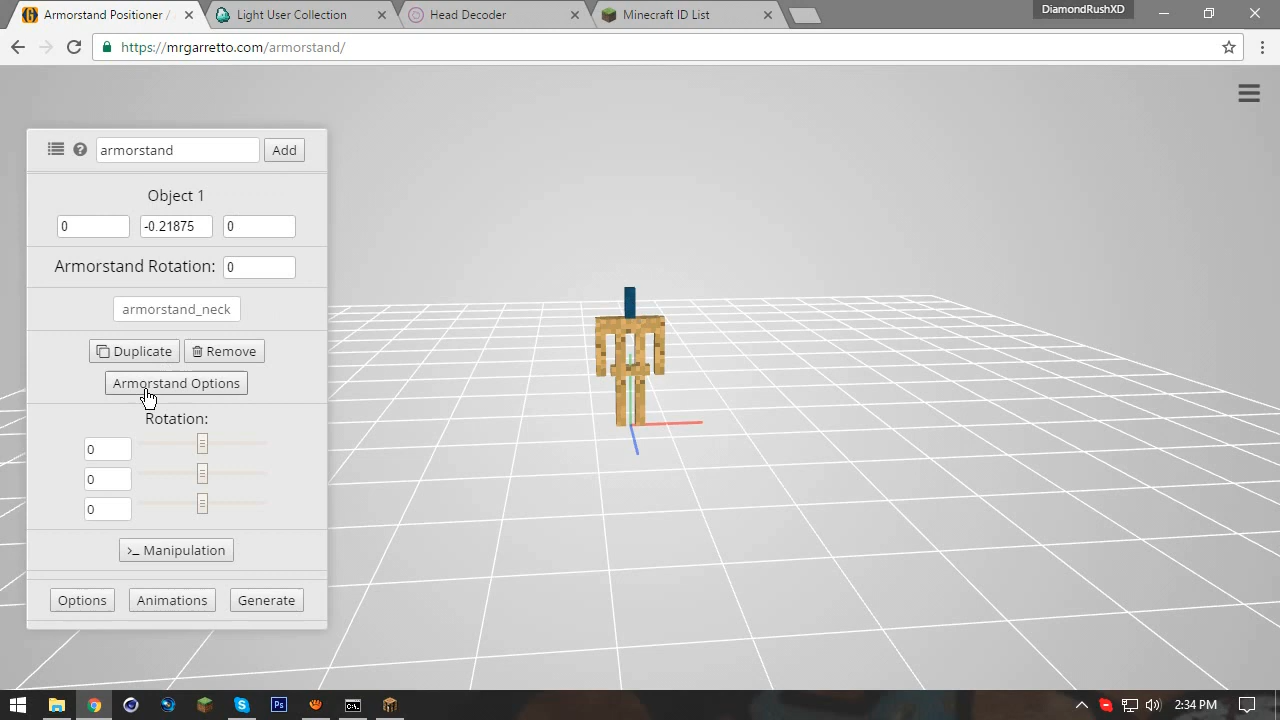 Armorstand Positioner /
Light User Collection
Head Decoder
Minecraft ID List
DiamondRushXD
https://mrgarretto.com/armorstand/
armorstand
Add
Object 1
0
-0.21875
0
Armorstand Rotation:
0
armorstand_neck
Duplicate
Remove
Armorstand Options
Rotation:
0
0
0
>_ Manipulation
Options
Animations
Generate
Ps
2:34 PM